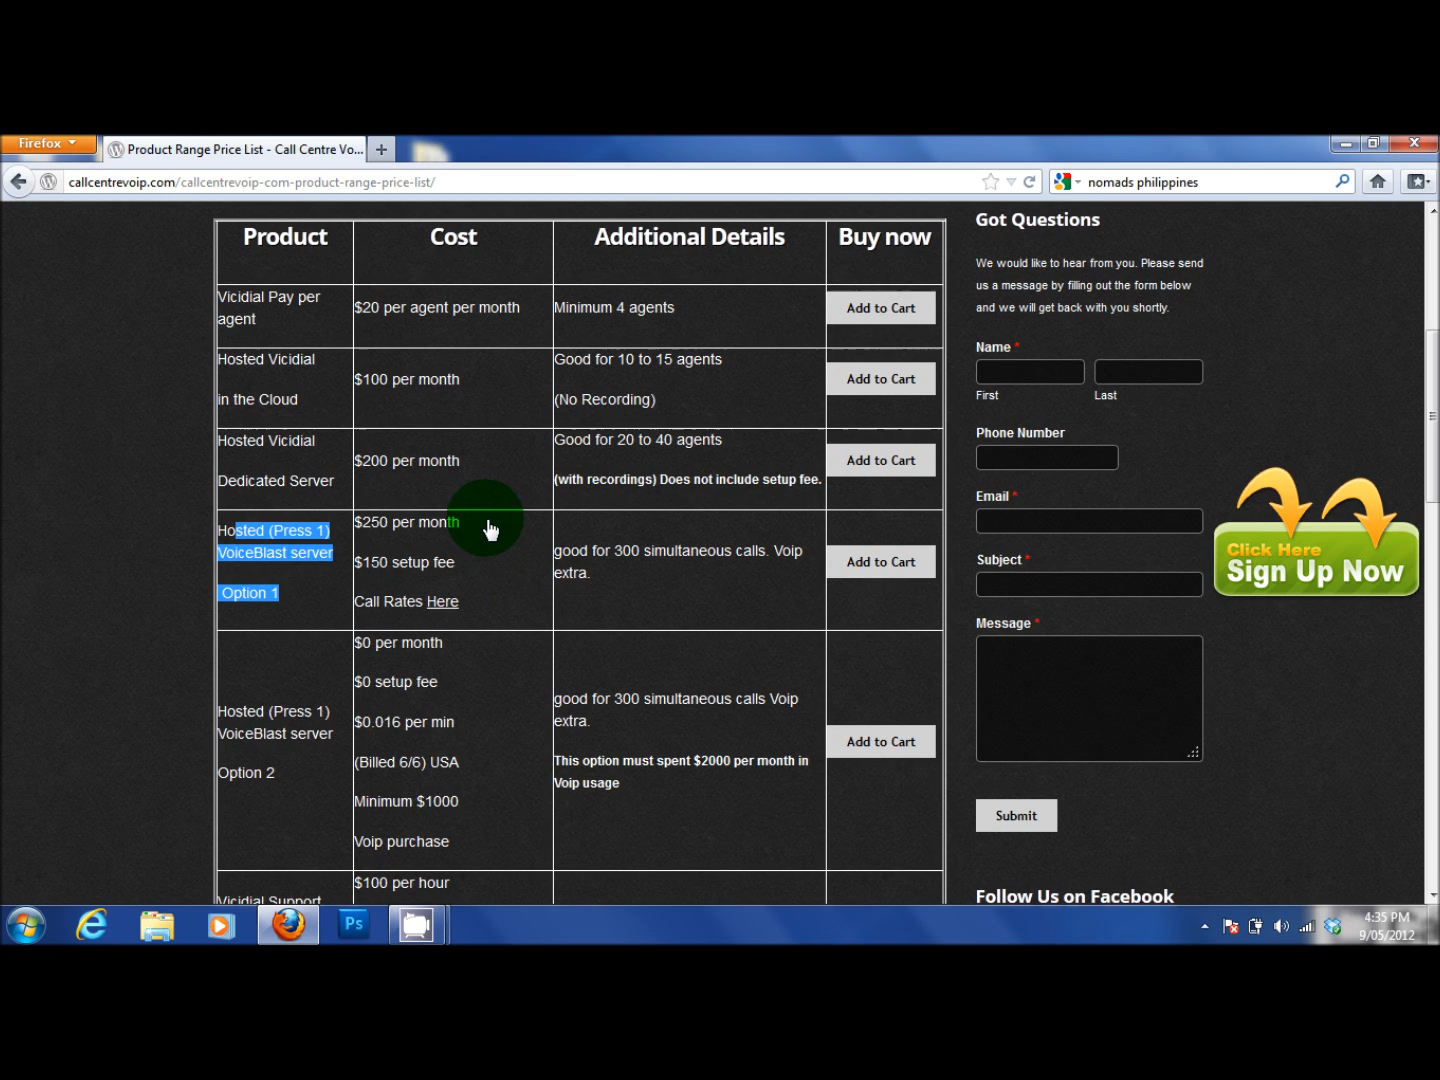 Firefox
Product Range Price List - Call Centre Vo...
callcentrevoip.com/callcentrevoip-com-product-range-price-list/
nomads philippines
Product
Cost
Additional Details
Buy now
Vicidial Pay per
agent
$20 per agent per month
Minimum 4 agents
Add to Cart
Hosted Vicidial
in the Cloud
$100 per month
Good for 10 to 15 agents
(No Recording)
Add to Cart
Hosted Vicidial
Dedicated Server
$200 per month
Good for 20 to 40 agents
(with recordings) Does not include setup fee.
Add to Cart
Hosted (Press 1)
VoiceBlast server
Option 1
$250 per month
$150 setup fee
Call Rates Here
good for 300 simultaneous calls. Voip
extra.
Add to Cart
Hosted (Press 1)
VoiceBlast server
Option 2
$0 per month
$0 setup fee
$0.016 per min
(Billed 6/6) USA
Minimum $1000
Voip purchase
good for 300 simultaneous calls Voip
extra.
This option must spent $2000 per month in
Voip usage
Add to Cart
Vicidial Support
$100 per hour
Got Questions
We would like to hear from you. Please send
us a message by filling out the form below
and we will get back with you shortly.
Name *
First
Last
Phone Number
Email *
Subject *
Message *
Submit
Follow Us on Facebook
Click Here
Sign Up Now
Ps
4:35 PM
9/05/2012